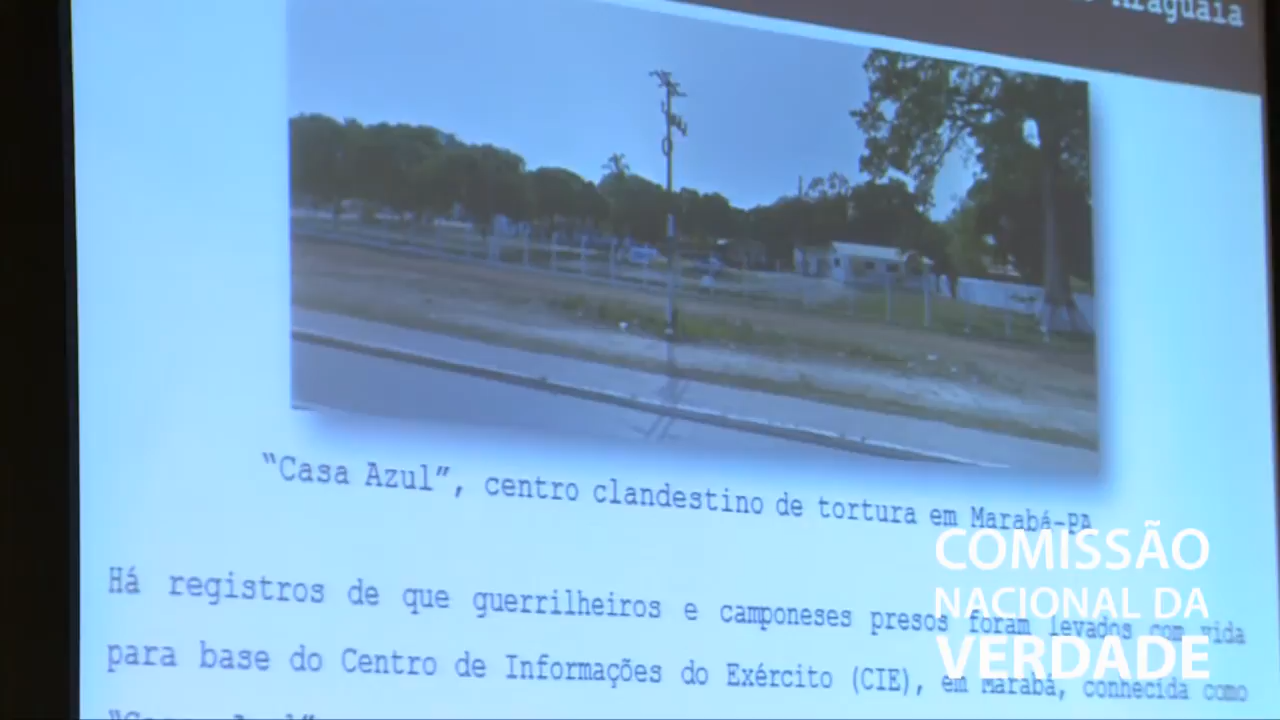 Araguaia
“Casa Azul”, centro clandestino de tortura em Marabá-PA
COMISSÃO
NACIONAL DA
VERDADE
Há registros de que guerrilheiros e camponeses presos foram levados com vida
para base do Centro de Informações do Exército (CIE), em Marabá, conhecida como
“Casa Azul”